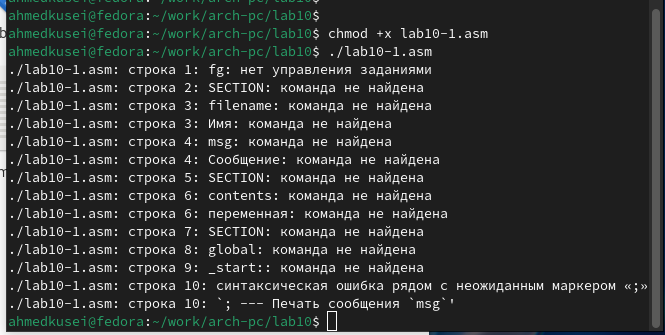 ahmedkusei@fedora:~/work/arch-pc/lab10$
ahmedkusei@fedora:~/work/arch-pc/lab10$ chmod +x lab10-1.asm
ahmedkusei@fedora:~/work/arch-pc/lab10$ ./lab10-1.asm
./lab10-1.asm: строка 1: fg: нет управления заданиями
./lab10-1.asm: строка 2: SECTION: команда не найдена
./lab10-1.asm: строка 3: filename: команда не найдена
./lab10-1.asm: строка 3: Имя: команда не найдена
./lab10-1.asm: строка 4: msg: команда не найдена
./lab10-1.asm: строка 4: Сообщение: команда не найдена
./lab10-1.asm: строка 5: SECTION: команда не найдена
./lab10-1.asm: строка 6: contents: команда не найдена
./lab10-1.asm: строка 6: переменная: команда не найдена
./lab10-1.asm: строка 7: SECTION: команда не найдена
./lab10-1.asm: строка 8: global: команда не найдена
./lab10-1.asm: строка 9: _start:: команда не найдена
./lab10-1.asm: строка 10: синтаксическая ошибка рядом с неожиданным маркером «;»
./lab10-1.asm: строка 10: `; --- Печать сообщения `msg`'
ahmedkusei@fedora:~/work/arch-pc/lab10$